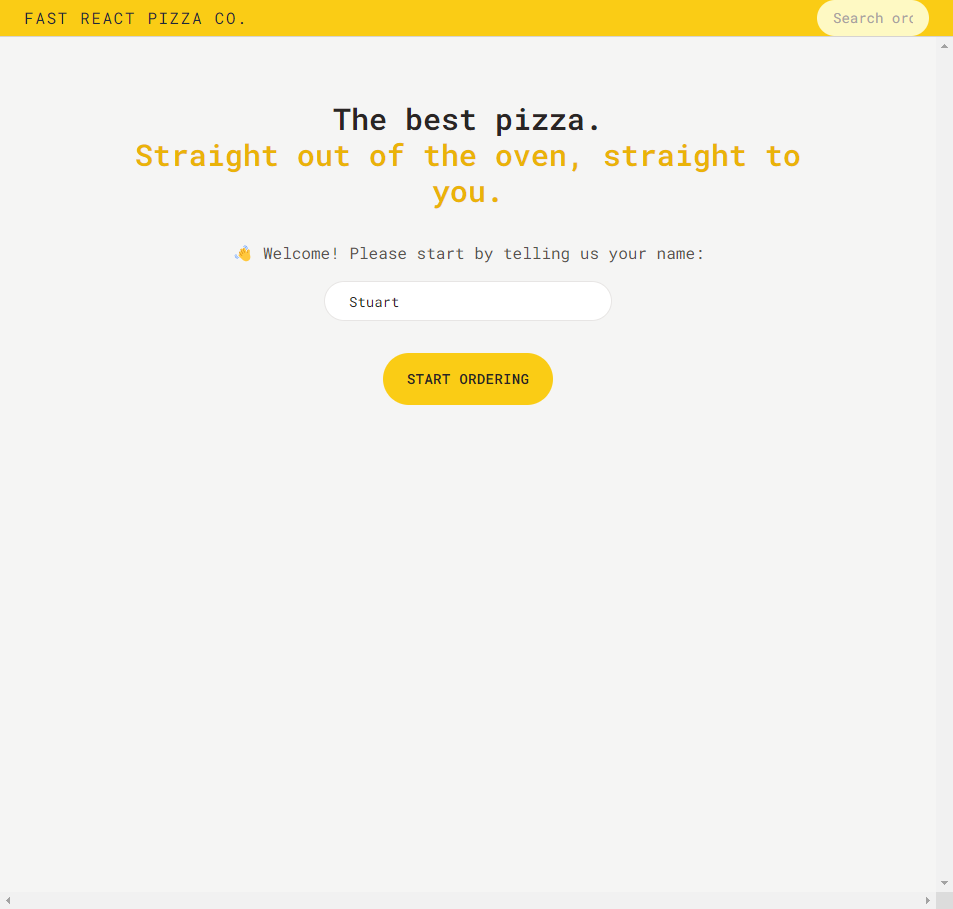 FAST REACT PIZZA CO.
Search ord
The best pizza.
Straight out of the oven, straight to
you.
👋 Welcome! Please start by telling us your name:
Stuart
START ORDERING